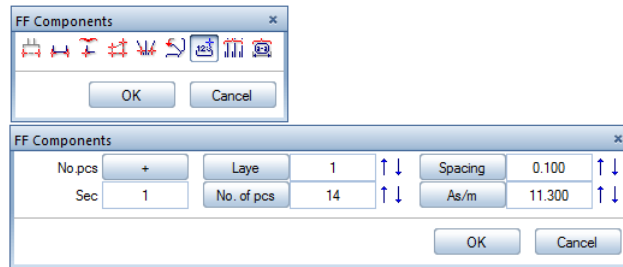 FF Components
123
OK Cancel
FF Components
No.pcs + Laye 1 Spacing 0.100
Sec 1 No. of pcs 14 As/m 11.300
OK Cancel